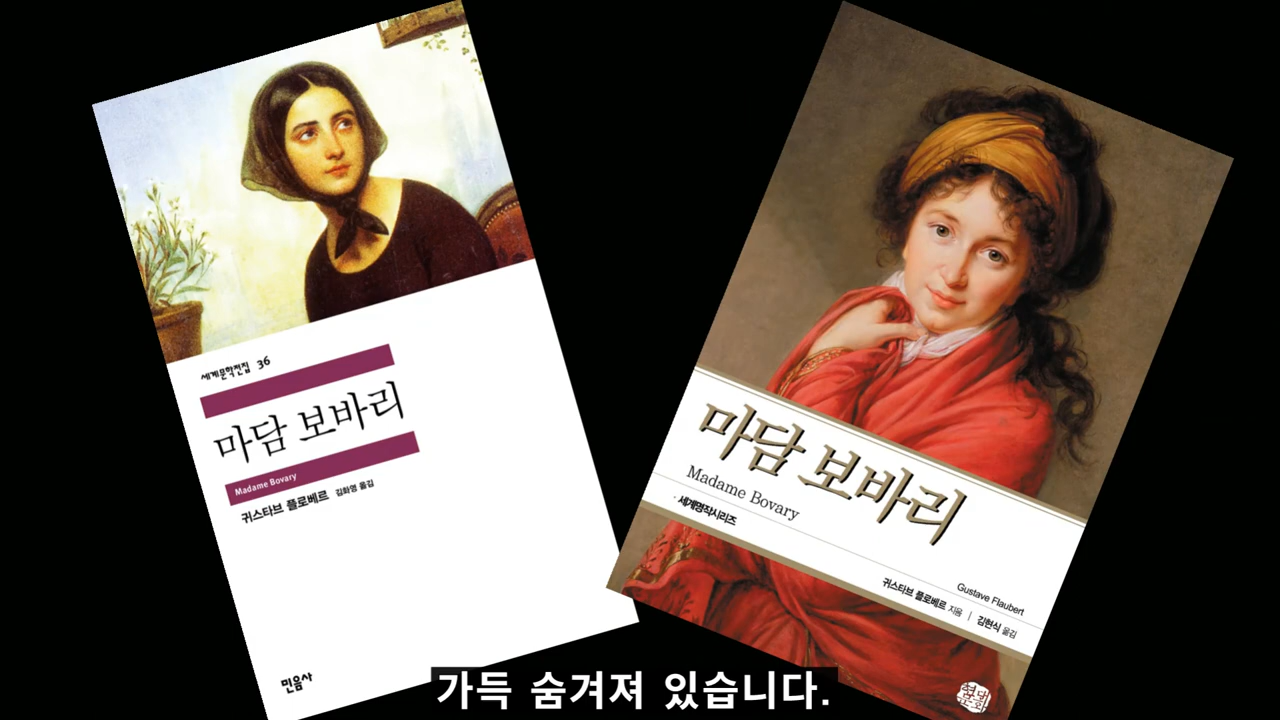 세계문학전집 36
마담 보바리
Madame Bovary
귀스타브 플로베르 김화영 옮김
민음사
마담 보바리
Madame Bovary
· 세계명작시리즈
Gustave Flaubert
귀스타브 플로베르 지음 | 김현식 옮김
가득 숨겨져 있습니다.